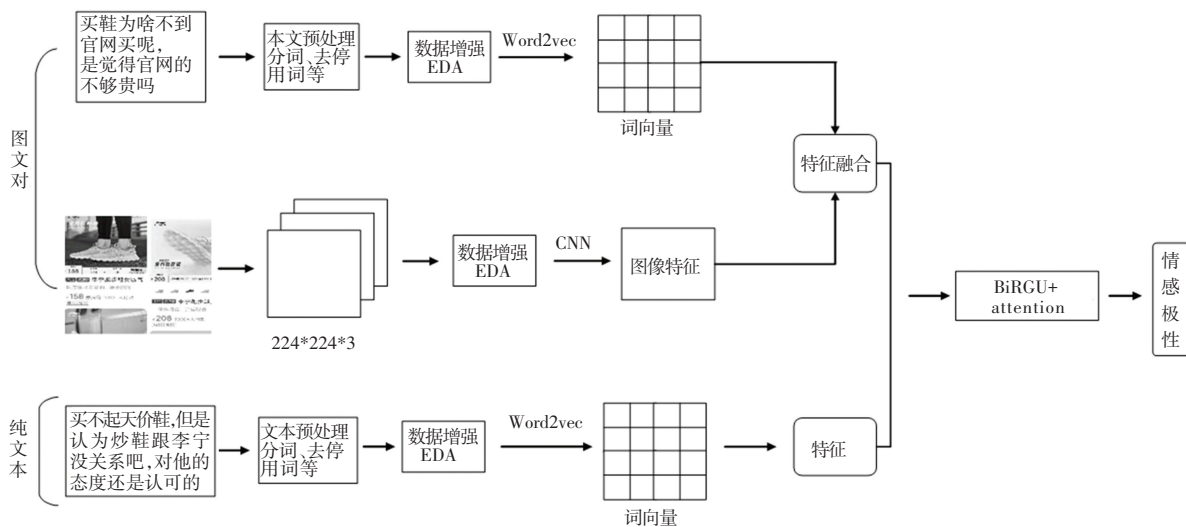 买鞋为啥不到
官网买呢，
是觉得官网的
不够贵吗
本文预处理
分词、去停
用词等
数据增强
EDA
Word2vec
词向量
图文对
特征融合
224*224*3
数据增强
EDA
CNN
图像特征
BiRGU+
attention
情感极性
纯文本
买不起天价鞋，但是
认为炒鞋跟李宁
没关系吧，对他的
态度还是认可的
文本预处理
分词、去停
用词等
数据增强
EDA
Word2vec
词向量
特征